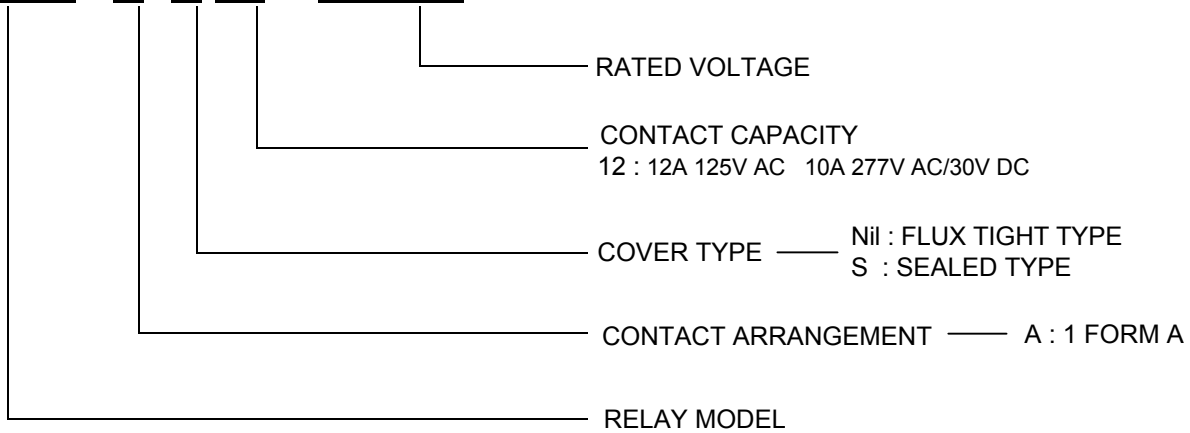 RATED VOLTAGE
CONTACT CAPACITY
12 : 12A 125V AC 10A 277V AC/30V DC
COVER TYPE Nil : FLUX TIGHT TYPE
S : SEALED TYPE
CONTACT ARRANGEMENT A : 1 FORM A
RELAY MODEL